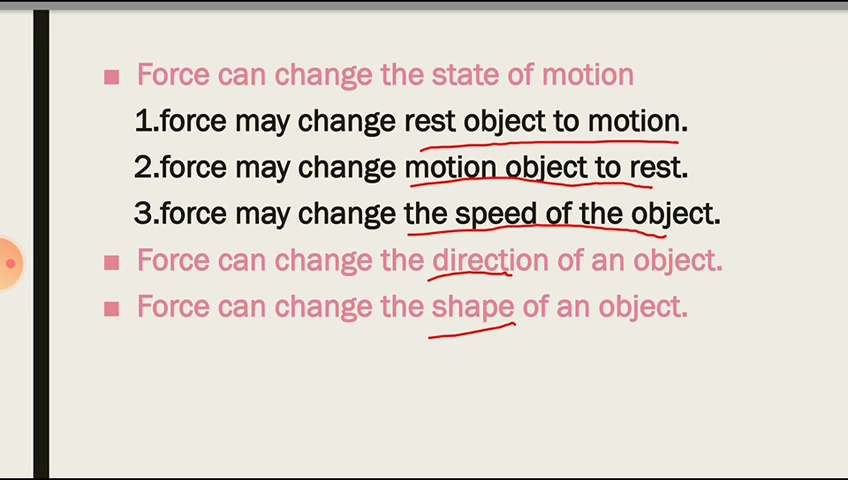 Force can change the state of motion
1.force may change rest object to motion.
2.force may change motion object to rest.
3.force may change the speed of the object.
Force can change the direction of an object.
Force can change the shape of an object.